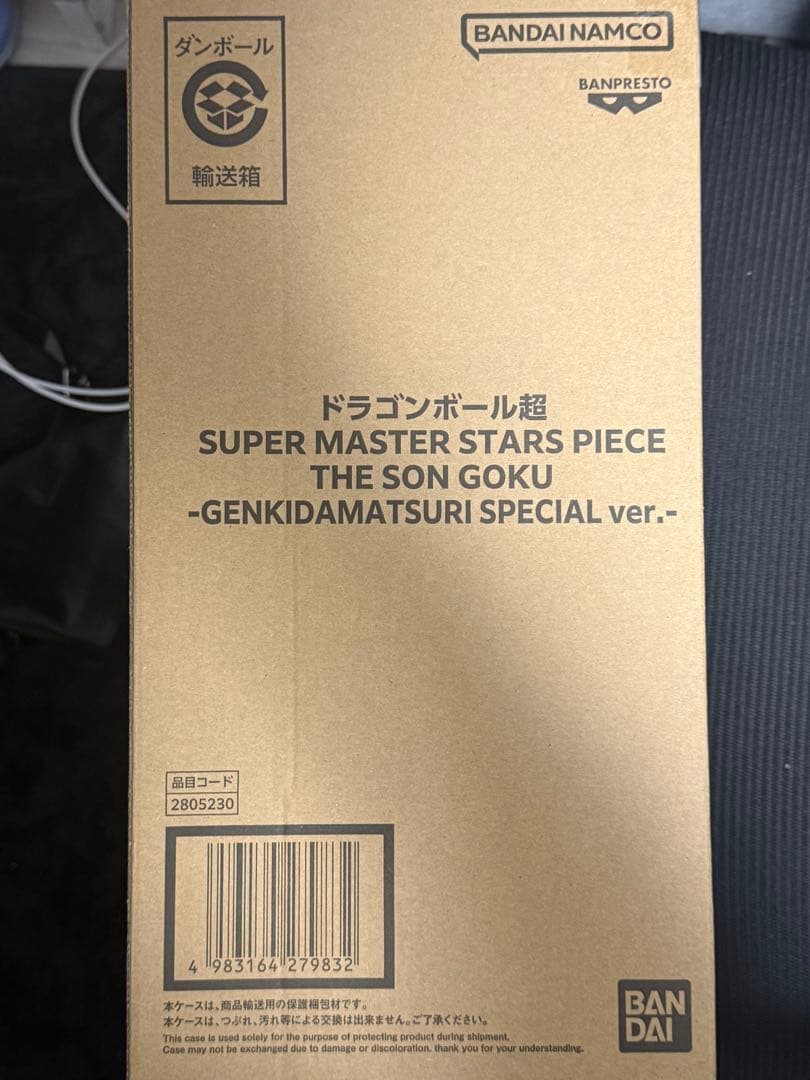 ダンボール
輸送箱
BANDAI NAMCO
BANPRESTO
ドラゴンボール超
SUPER MASTER STARS PIECE
THE SON GOKU
-GENKIDAMATSURI SPECIAL ver.-
品目コード
2805230
4 983164 279832
本ケースは、商品輸送用の保護梱包材です。
本ケースは、つぶれ、汚れ等による交換は出来ません。ご了承ください。
This case is used solely for the purpose of protecting product during shipment.
Case may not be exchanged due to damage or discoloration. thank you for your understanding.
BAN
DAI